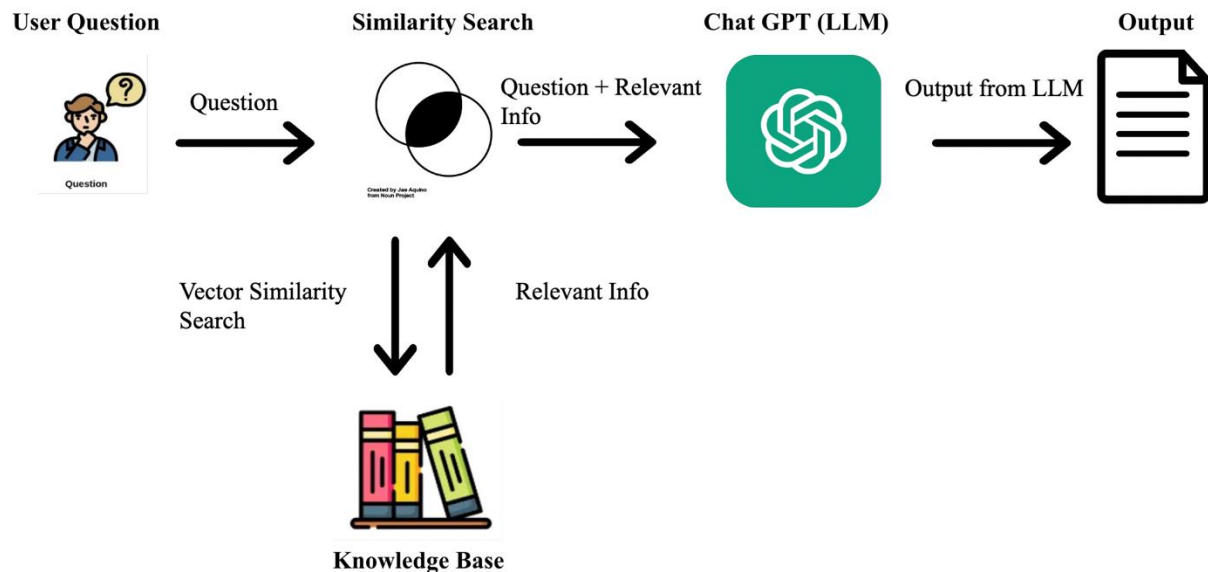 User Question
Similarity Search
Chat GPT (LLM)
Output
Question
Question + Relevant
Info
Output from LLM
Question
Created by Jae Aquino
from Noun Project
Vector Similarity
Search
Relevant Info
Knowledge Base